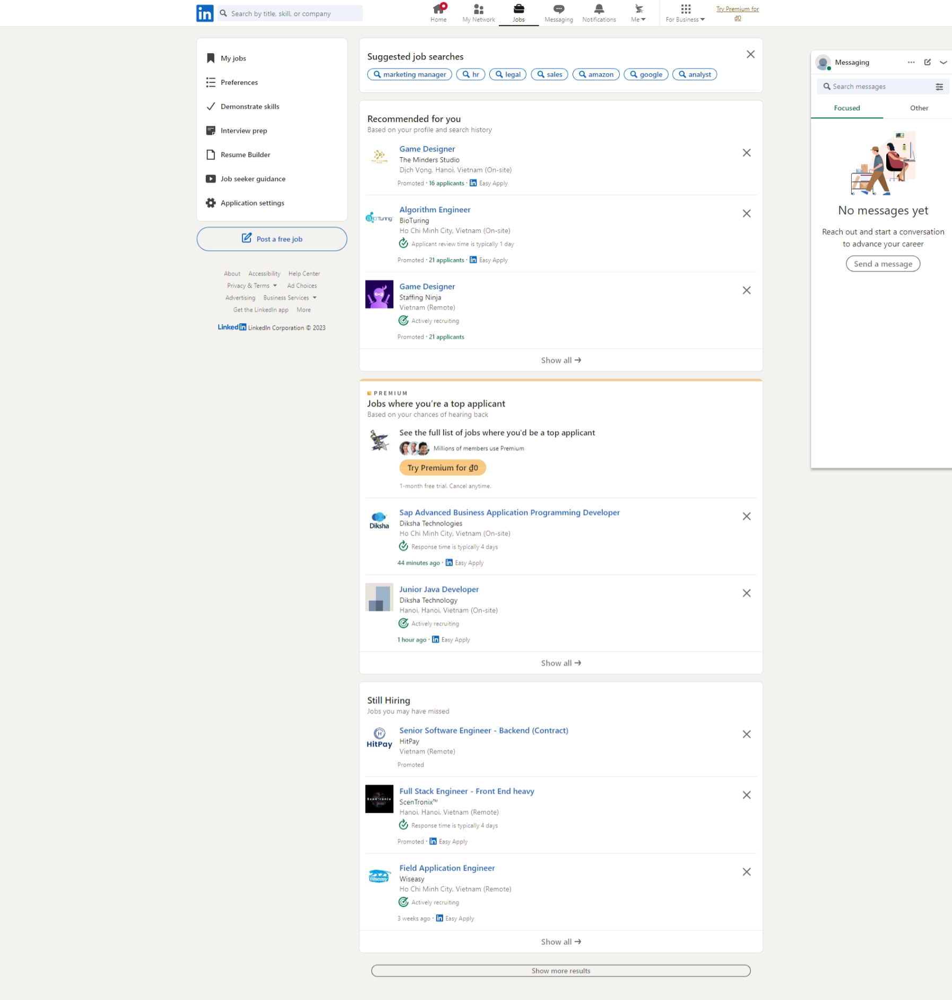 in
Search by title, skill, or company
Home
My Network
Jobs
Messaging
Notifications
Me
For Business
Try Premium for
₫0
My jobs
Preferences
Demonstrate skills
Interview prep
Resume Builder
Job seeker guidance
Application settings
Post a free job
About Accessibility Help Center
Privacy & Terms Ad Choices
Advertising Business Services
Get the LinkedIn app More
LinkedIn LinkedIn Corporation © 2023
Suggested job searches
marketing manager hr legal sales amazon google analyst
Recommended for you
Based on your profile and search history
Game Designer
The Minders Studio
Dịch Vọng, Hanoi, Vietnam (On-site)
Promoted · 16 applicants · in Easy Apply
BioTuring
Algorithm Engineer
BioTuring
Ho Chi Minh City, Vietnam (On-site)
Applicant review time is typically 1 day
Promoted · 21 applicants · in Easy Apply
Game Designer
Staffing Ninja
Vietnam (Remote)
Actively recruiting
Promoted · 21 applicants
Show all →
PREMIUM
Jobs where you’re a top applicant
Based on your chances of hearing back
See the full list of jobs where you'd be a top applicant
Millions of members use Premium
Try Premium for ₫0
1-month free trial. Cancel anytime.
Diksha
Sap Advanced Business Application Programming Developer
Diksha Technologies
Ho Chi Minh City, Vietnam (On-site)
Response time is typically 4 days
44 minutes ago · in Easy Apply
Junior Java Developer
Diksha Technology
Hanoi, Hanoi, Vietnam (On-site)
Actively recruiting
1 hour ago · in Easy Apply
Show all →
Still Hiring
Jobs you may have missed
H
HitPay
Senior Software Engineer - Backend (Contract)
HitPay
Vietnam (Remote)
Promoted
ScenTronix
Full Stack Engineer - Front End heavy
ScenTronix™
Hanoi, Hanoi, Vietnam (Remote)
Response time is typically 4 days
Promoted · in Easy Apply
Wiseasy
Field Application Engineer
Wiseasy
Ho Chi Minh City, Vietnam (Remote)
Actively recruiting
3 weeks ago · in Easy Apply
Show all →
Show more results
Messaging
Search messages
Focused Other
No messages yet
Reach out and start a conversation
to advance your career
Send a message